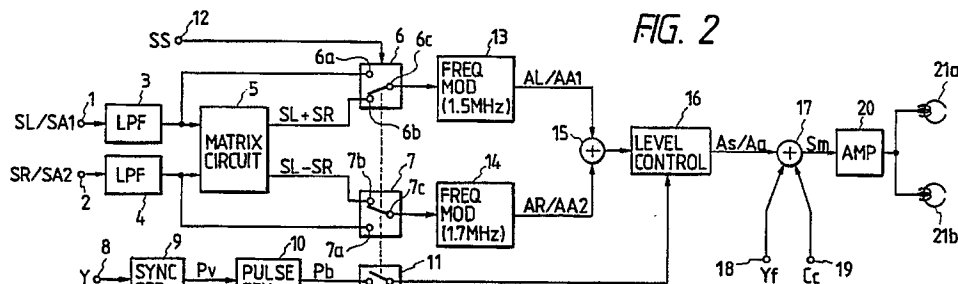 FIG. 2
12
SS
6
6c
6a
13
FREQ
MOD
(1.5MHz)
AL/AA1
21a
1
3
5
SL/SA1
LPF
MATRIX
CIRCUIT
SL+SR
6b
15
16
LEVEL
CONTROL
As/Aa
17
Sm
20
AMP
SR/SA2
2
LPF
4
SL-SR
7b
7
7c
7a
14
FREQ
MOD
(1.7MHz)
AR/AA2
21b
8
Y
9
SYNC
Pv
10
PULSE
Pb
11
18
Yf
Cc
19